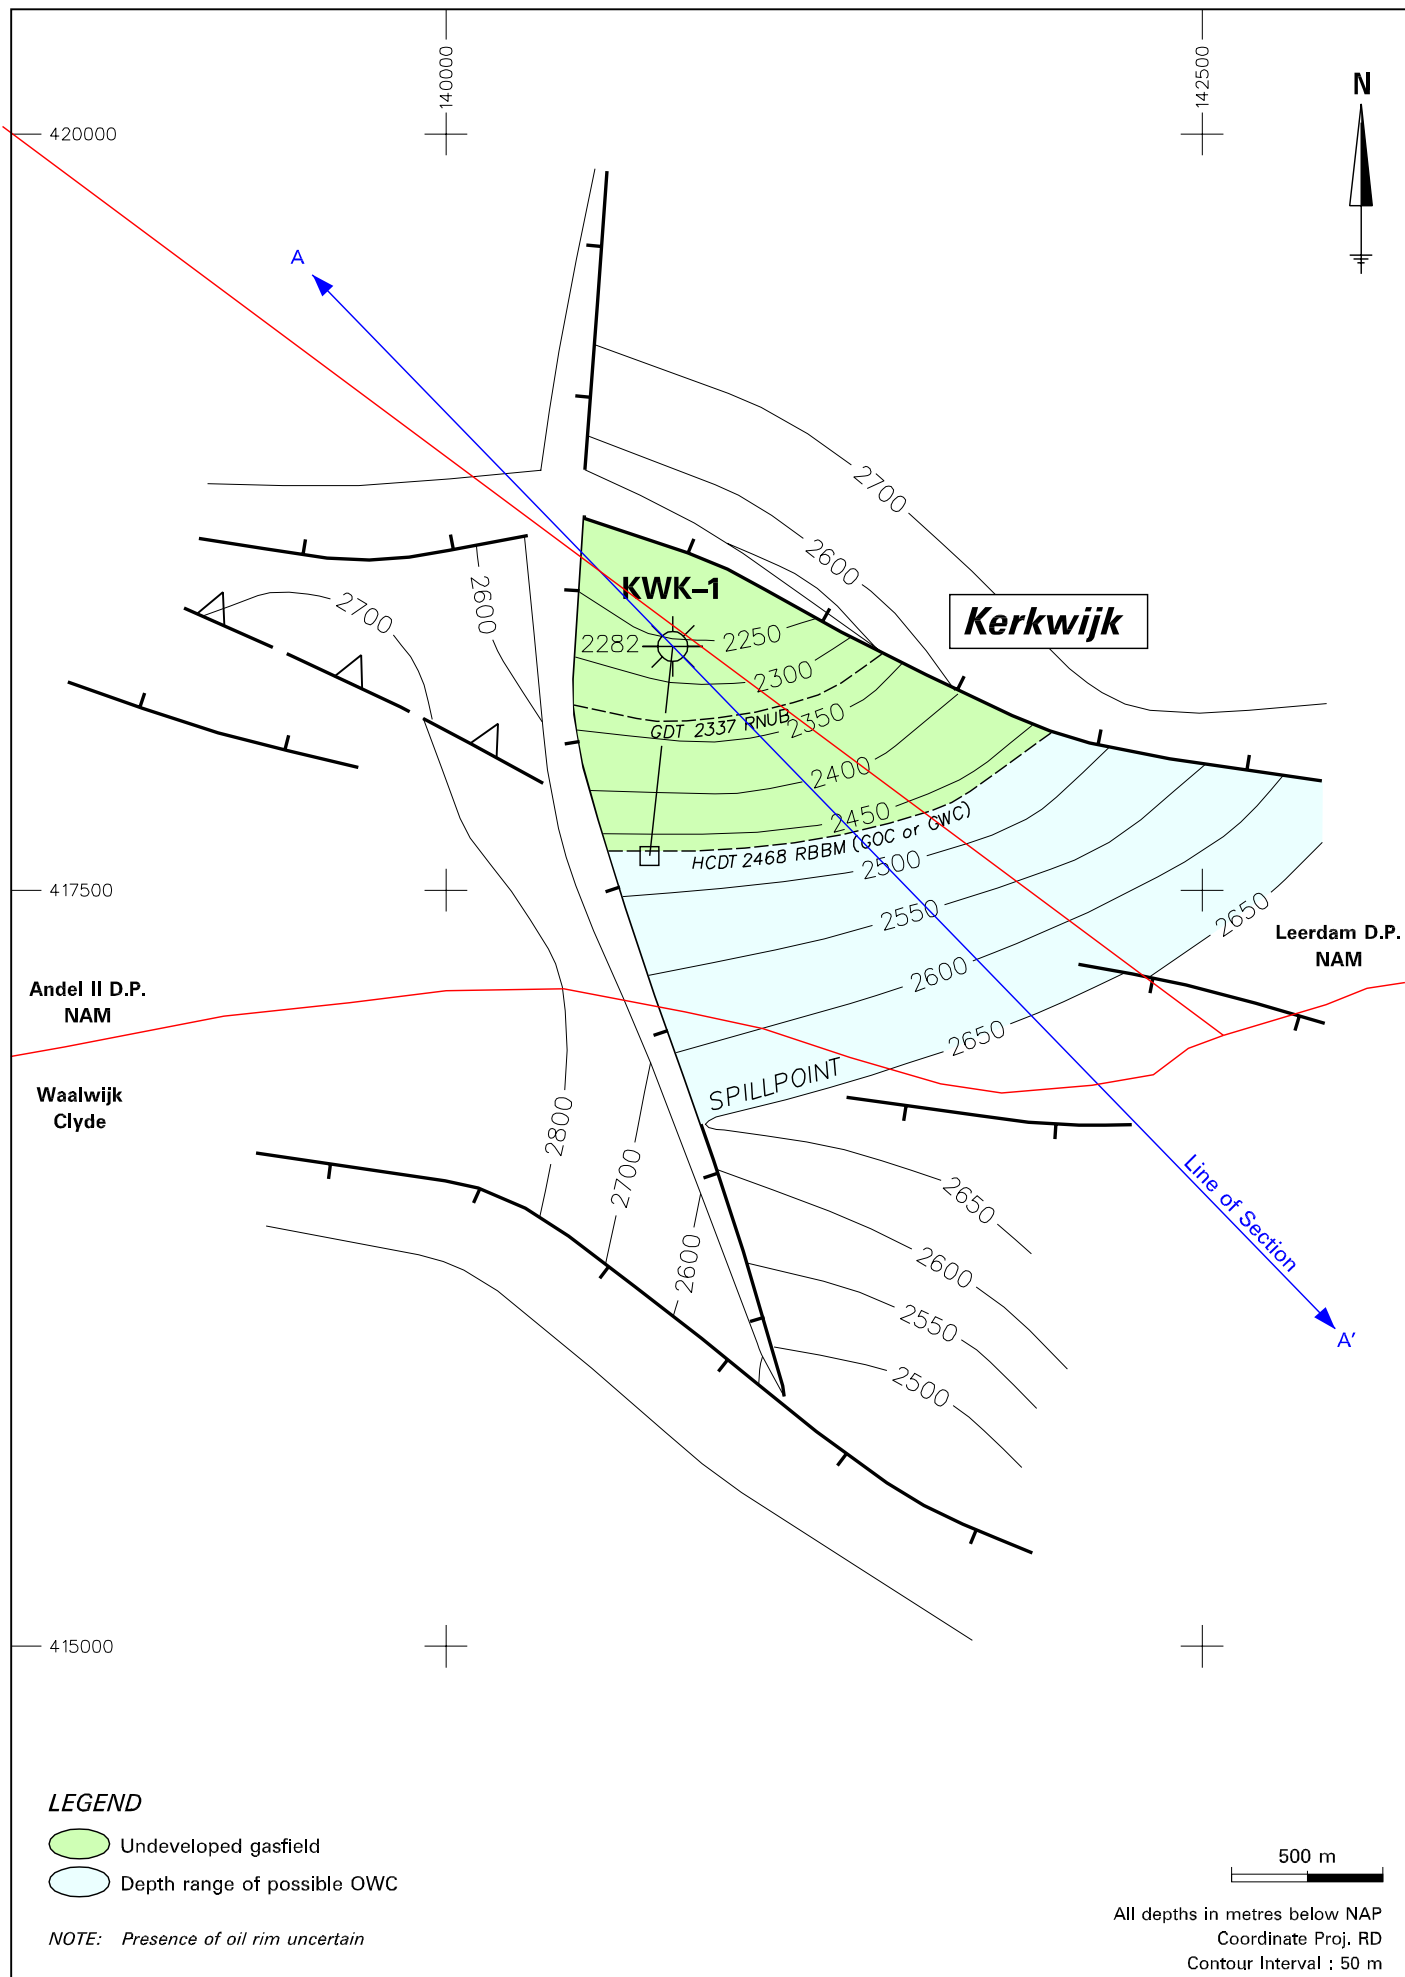 140000
142500
N
420000
A
2700
2600
KWK–1
Kerkwijk
2600
2700
2282
2250
2300
GDT 2337 RNUB
2350
2400
2450
HCDT 2468 RBBM (GOC or GWC)
2500
417500
2550
2650
Leerdam D.P.
NAM
2600
Andel II D.P.
NAM
2650
SPILLPOINT
Waalwijk
Clyde
2800
2700
2650
Line of Section
2600
2600
2550
A'
2500
415000
LEGEND
Undeveloped gasfield
Depth range of possible OWC
NOTE: Presence of oil rim uncertain
500 m
All depths in metres below NAP
Coordinate Proj. RD
Contour Interval : 50 m